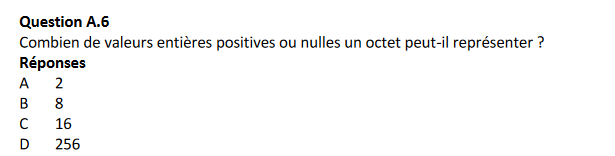 Question A.6
Combien de valeurs entières positives ou nulles un octet peut-il représenter ?
Réponses
A 2
B 8
C 16
D 256